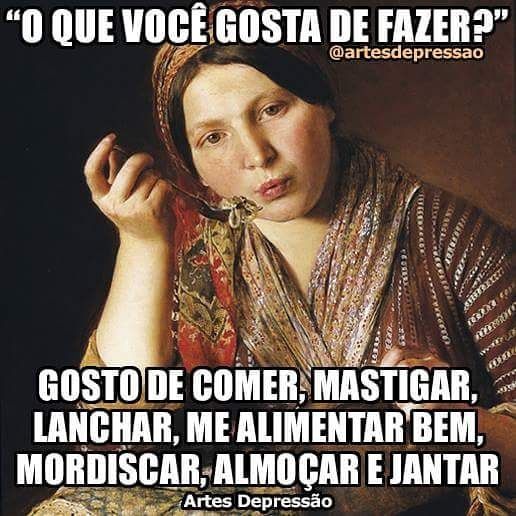 "O QUE VOCÊ GOSTA DE FAZER?"
@artesdepressao
GOSTO DE COMER, MASTIGAR,
LANCHAR, ME ALIMENTAR BEM,
MORDISCAR, ALMOÇAR E JANTAR
Artes Depressão